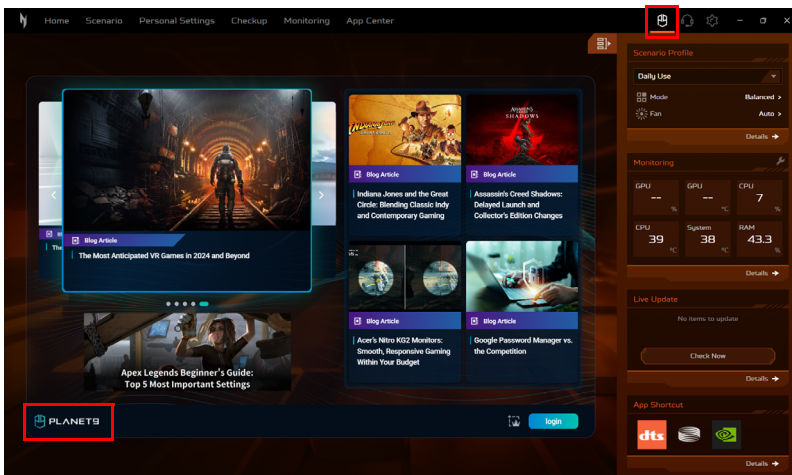 Home Scenario Personal Settings Checkup Monitoring App Center
Blog Article
The Most Anticipated VR Games in 2024 and Beyond
Apex Legends Beginner's Guide:
Top 5 Most Important Settings
Blog Article
Indiana Jones and the Great
Circle: Blending Classic Indy
and Contemporary Gaming
ASSASSIN'S
SHADOWS
Blog Article
Assassin's Creed Shadows:
Delayed Launch and
Collector's Edition Changes
Blog Article
Acer's Nitro KG2 Monitors:
Smooth, Responsive Gaming
Within Your Budget
Blog Article
Google Password Manager vs.
the Competition
PLANET9
login
Scenario Profile
Daily Use
Mode Balanced >
Fan Auto >
Details →
Monitoring
GPU -- %
GPU -- °C
CPU 7 %
CPU 39 °C
System 38 °C
RAM 43.3 %
Details →
Live Update
No items to update
Check Now
Details →
App Shortcut
dts
Details →